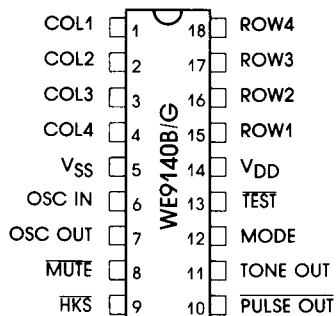 COL1 1 18 ROW4
COL2 2 17 ROW3
COL3 3 16 ROW2
COL4 4 15 ROW1
VSS 5 14 VDD
OSC IN 6 13 TEST
OSC OUT 7 12 MODE
MUTE 8 11 TONE OUT
HKS 9 10 PULSE OUT
WE9140B/G